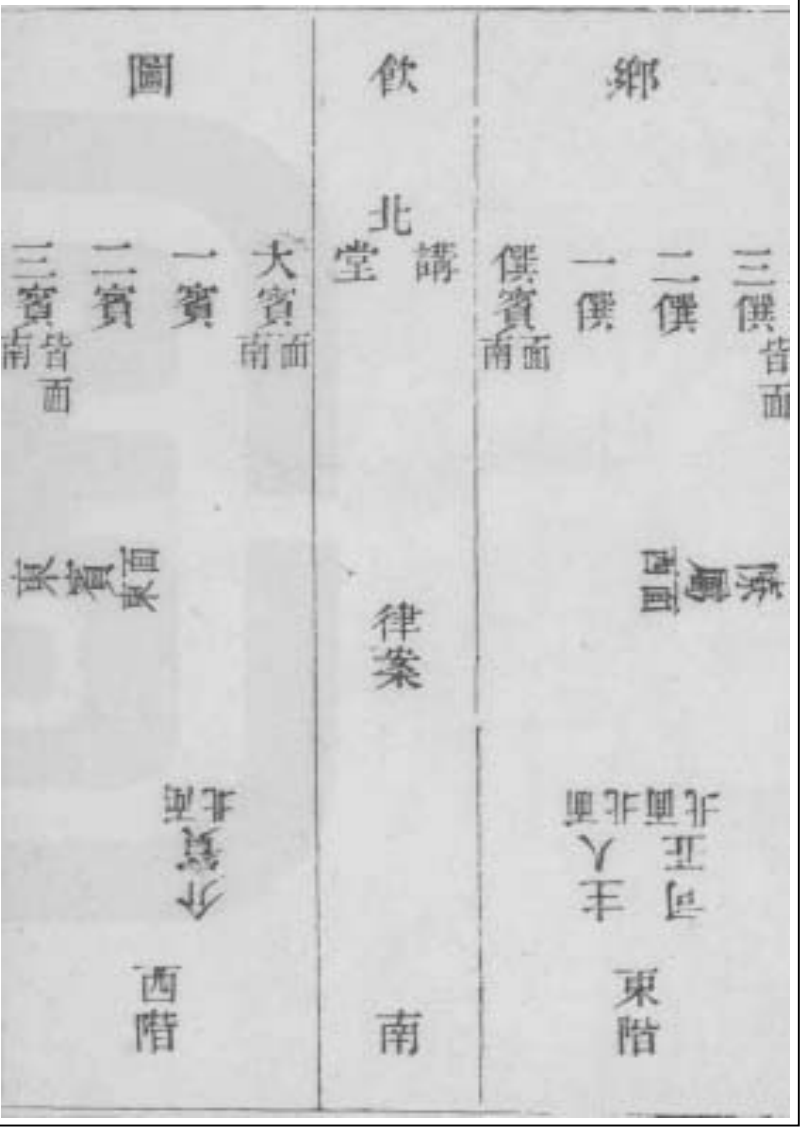 鄉飲圖
北
講堂
律案
南
三僎 皆面
二僎
一僎
僎賓 面南
大賓 面南
一賓
二賓
三賓 皆面南
西面
東賓 面東
主人 北面
司正 北面
介賓 北面
東階
西階